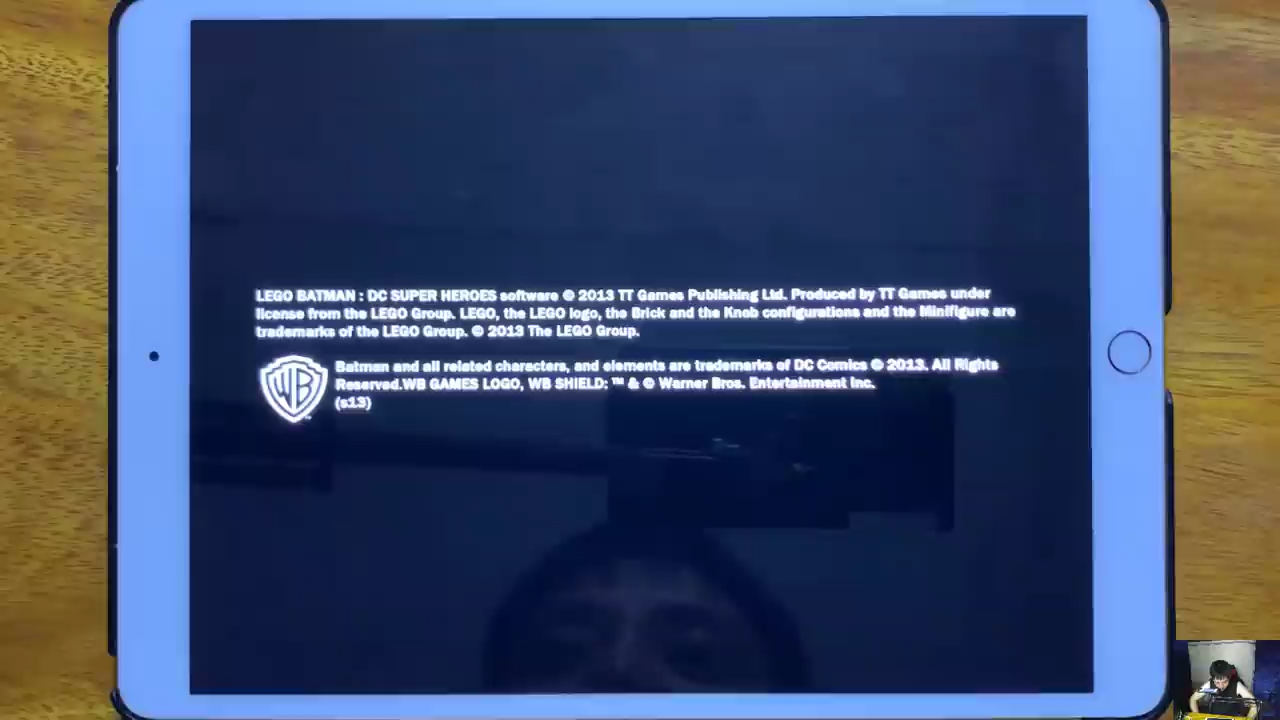 LEGO BATMAN : DC SUPER HEROES software © 2013 TT Games Publishing Ltd. Produced by TT Games under
license from the LEGO Group. LEGO, the LEGO logo, the Brick and the Knob configurations and the Minifigure are
trademarks of the LEGO Group. © 2013 The LEGO Group.
WB
TM
Batman and all related characters, and elements are trademarks of DC Comics © 2013. All Rights
Reserved.WB GAMES LOGO, WB SHIELD: ™ & © Warner Bros. Entertainment Inc.
(s13)